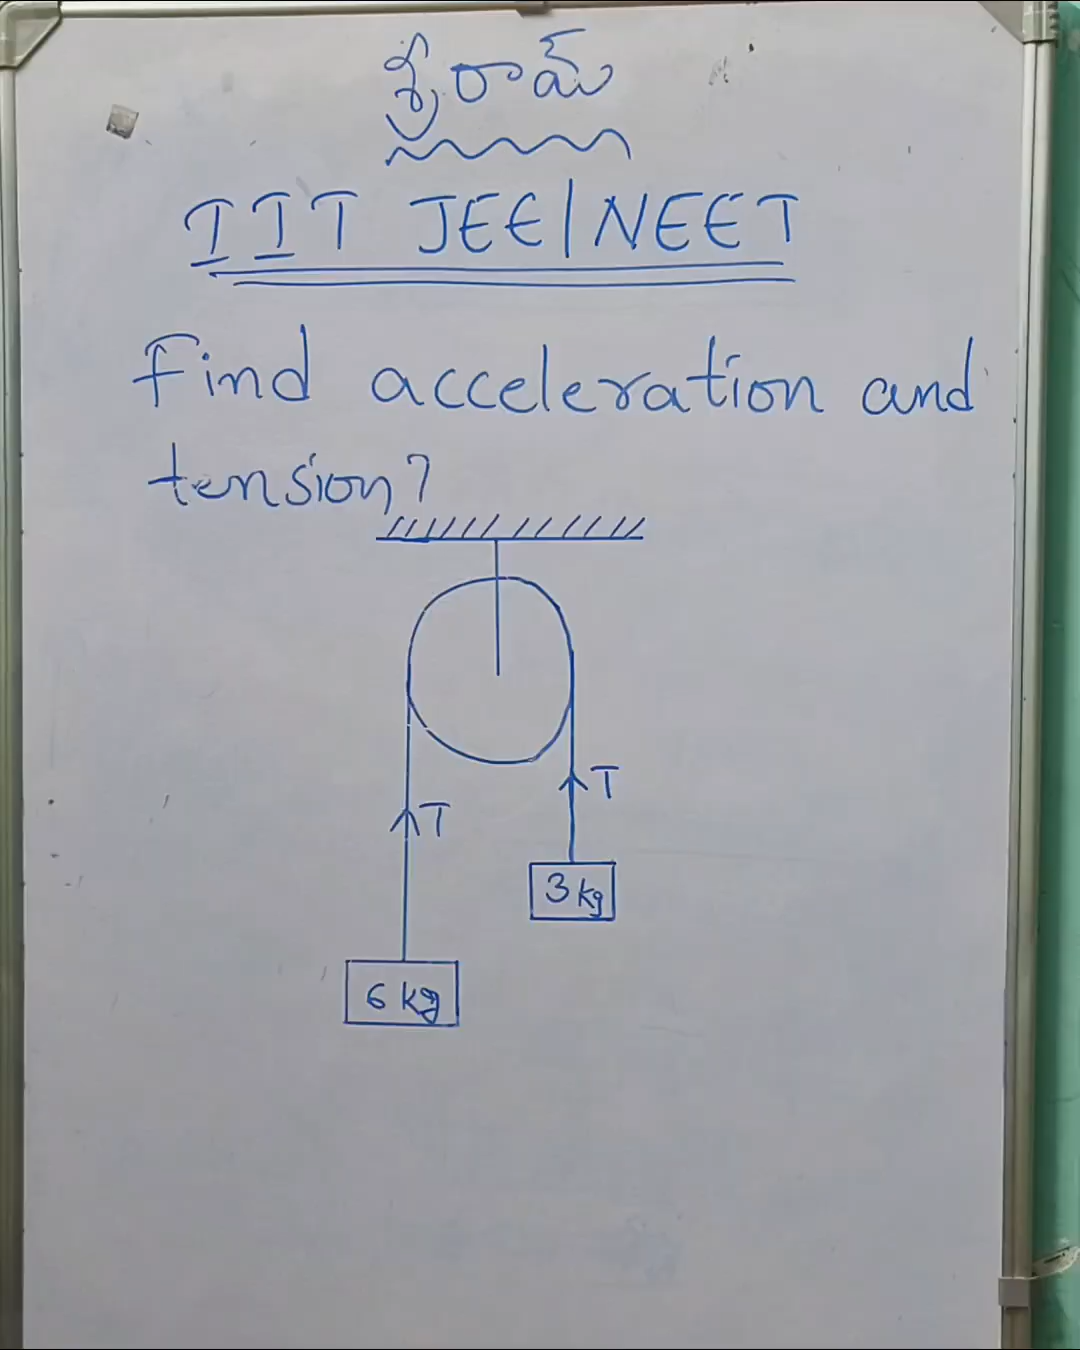 శ్రీరామ్
IIT JEE/NEET
Find acceleration and
tension?
T
T
3 kg
6 kg